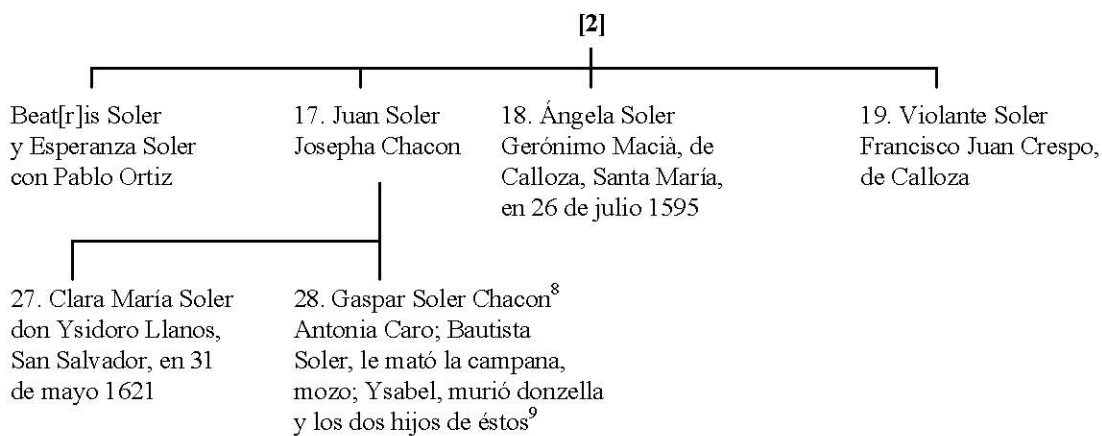 [2]
Beat[r]is Soler
y Esperanza Soler
con Pablo Ortiz
17. Juan Soler
Josepha Chacon
18. Ángela Soler
Gerónimo Macià, de
Calloza, Santa María,
en 26 de julio 1595
19. Violante Soler
Francisco Juan Crespo,
de Calloza
27. Clara María Soler
don Ysidoro Llanos,
San Salvador, en 31
de mayo 1621
28. Gaspar Soler Chacon⁸
Antonia Caro; Bautista
Soler, le mató la campana,
mozo; Ysabel, murió donzella
y los dos hijos de éstos⁹